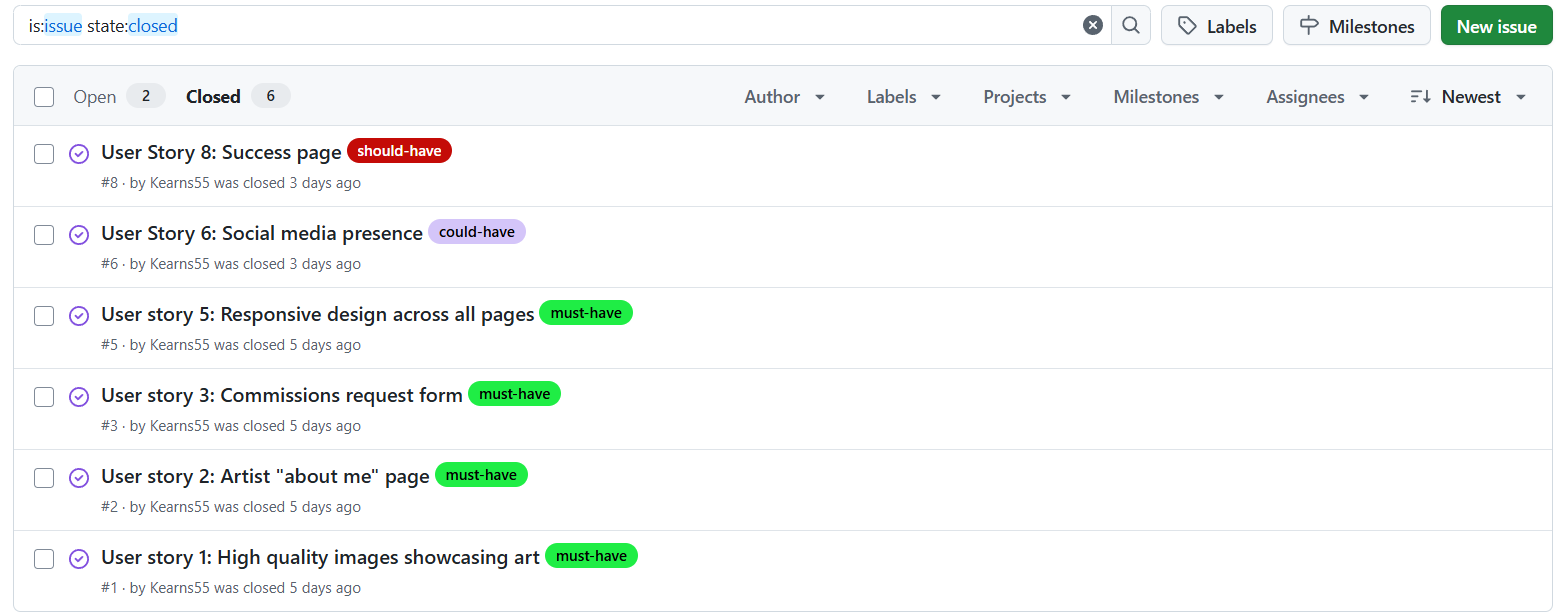 is:issue state:closed
Labels
Milestones
New issue
Open 2 Closed 6 Author Labels Projects Milestones Assignees Newest
User Story 8: Success page should-have
#8 · by Kearns55 was closed 3 days ago
User Story 6: Social media presence could-have
#6 · by Kearns55 was closed 3 days ago
User story 5: Responsive design across all pages must-have
#5 · by Kearns55 was closed 5 days ago
User story 3: Commissions request form must-have
#3 · by Kearns55 was closed 5 days ago
User story 2: Artist "about me" page must-have
#2 · by Kearns55 was closed 5 days ago
User story 1: High quality images showcasing art must-have
#1 · by Kearns55 was closed 5 days ago